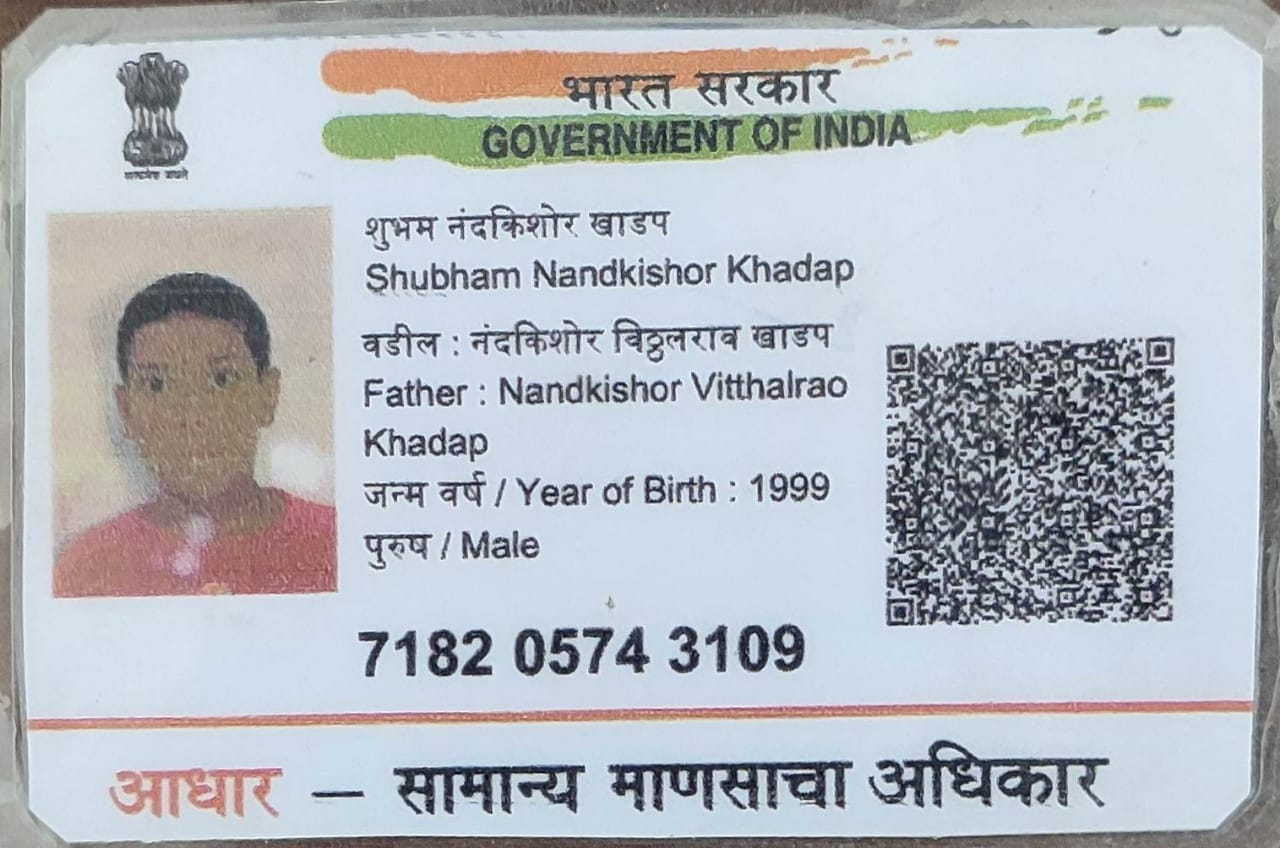 भारत सरकार
GOVERNMENT OF INDIA
सत्यमेव जयते
शुभम नंदकिशोर खाडप
Shubham Nandkishor Khadap
वडील : नंदकिशोर विठ्ठलराव खाडप
Father : Nandkishor Vitthalrao
Khadap
जन्म वर्ष / Year of Birth : 1999
पुरुष / Male
7182 0574 3109
आधार — सामान्य माणसाचा अधिकार